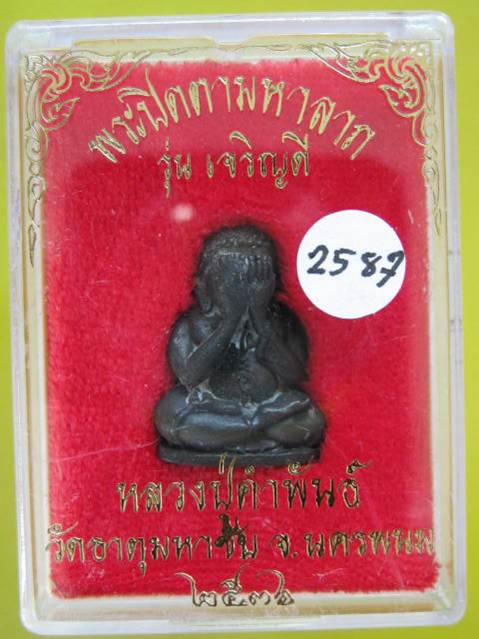 พระปิดตามหาลาภ
รุ่น เจริญดี
2587
หลวงปู่คำพันธ์
วัดธาตุมหาชัย จ.นครพนม
๒๕๓๘